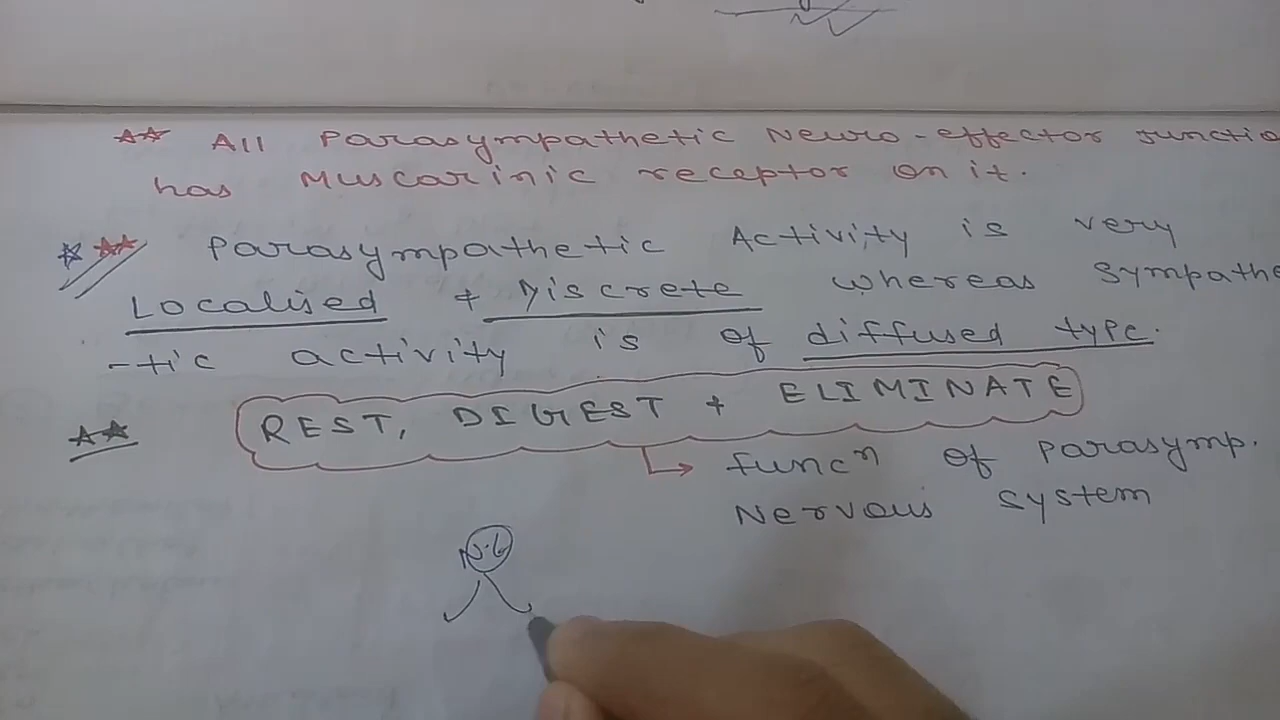 ☆☆ All Parasympathetic Neuro-effector Junctio
has Muscarinic receptor on it.
☆☆☆ Parasympathetic Activity is very
Localised + Discrete whereas Sympathe
-tic activity is of diffused type.
☆☆ REST, DIGEST + ELIMINATE
↳ funcⁿ of Parasymp.
Nervous System